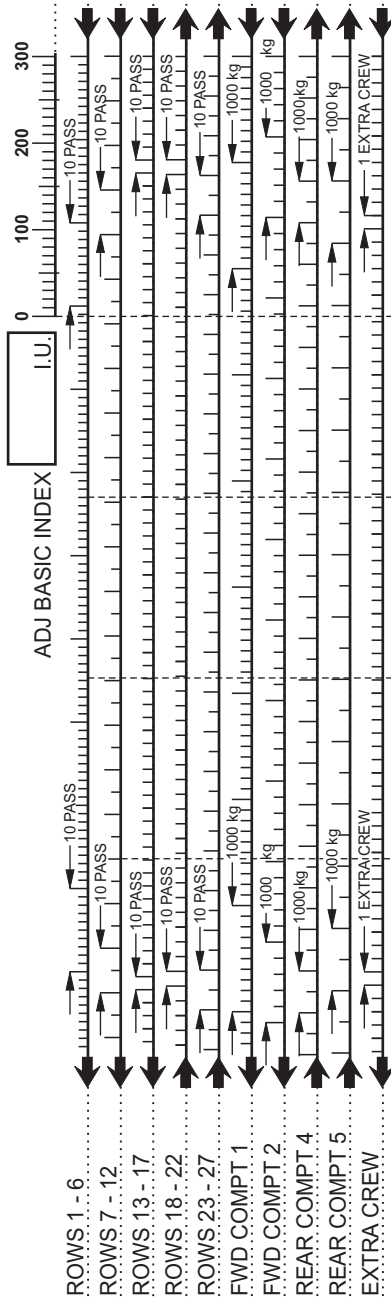 ADJ BASIC INDEX I.U. 0 100 200 300
ROWS 1 - 6 10 PASS 10 PASS
ROWS 7 - 12 10 PASS 10 PASS
ROWS 13 - 17 10 PASS 10 PASS
ROWS 18 - 22 10 PASS 10 PASS
ROWS 23 - 27 10 PASS 10 PASS
FWD COMPT 1 1000 kg 1000 kg
FWD COMPT 2 1000 kg 1000 kg
REAR COMPT 4 1000 kg 1000 kg
REAR COMPT 5 1000 kg 1000 kg
EXTRA CREW 1 EXTRA CREW 1 EXTRA CREW